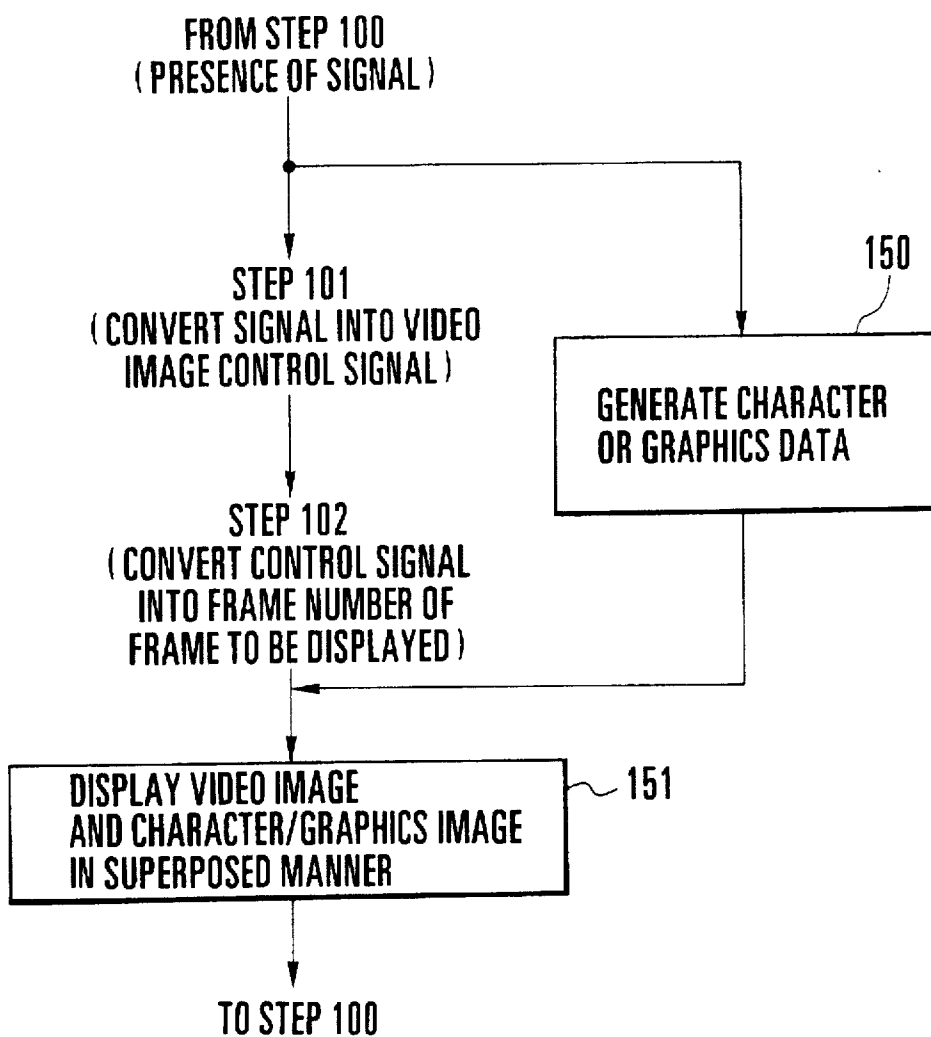 FROM STEP 100
(PRESENCE OF SIGNAL)
STEP 101
(CONVERT SIGNAL INTO VIDEO
IMAGE CONTROL SIGNAL)
150
GENERATE CHARACTER
OR GRAPHICS DATA
STEP 102
(CONVERT CONTROL SIGNAL
INTO FRAME NUMBER OF
FRAME TO BE DISPLAYED)
DISPLAY VIDEO IMAGE
AND CHARACTER/GRAPHICS IMAGE
IN SUPERPOSED MANNER
151
TO STEP 100